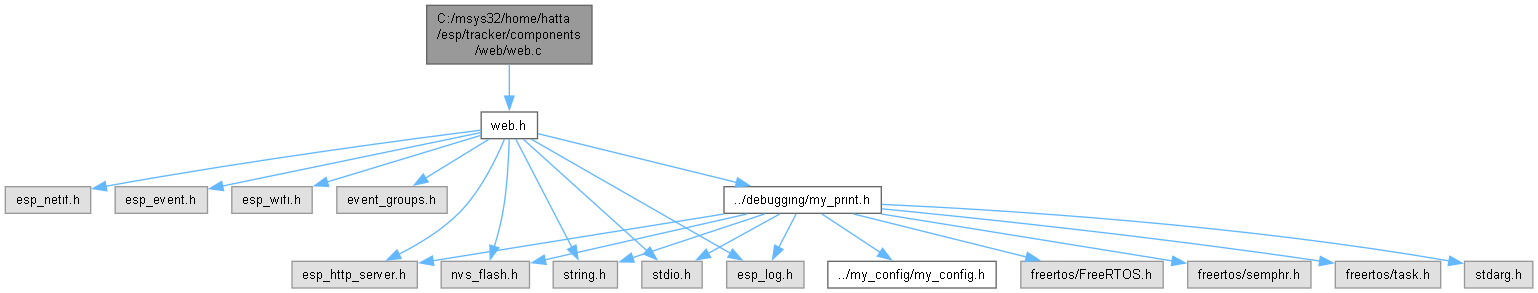 C:/msys32/home/hatta
/esp/tracker/components
/web/web.c
web.h
esp_netif.h
esp_event.h
esp_wifi.h
event_groups.h
../debugging/my_print.h
esp_http_server.h
nvs_flash.h
string.h
stdio.h
esp_log.h
../my_config/my_config.h
freertos/FreeRTOS.h
freertos/semphr.h
freertos/task.h
stdarg.h